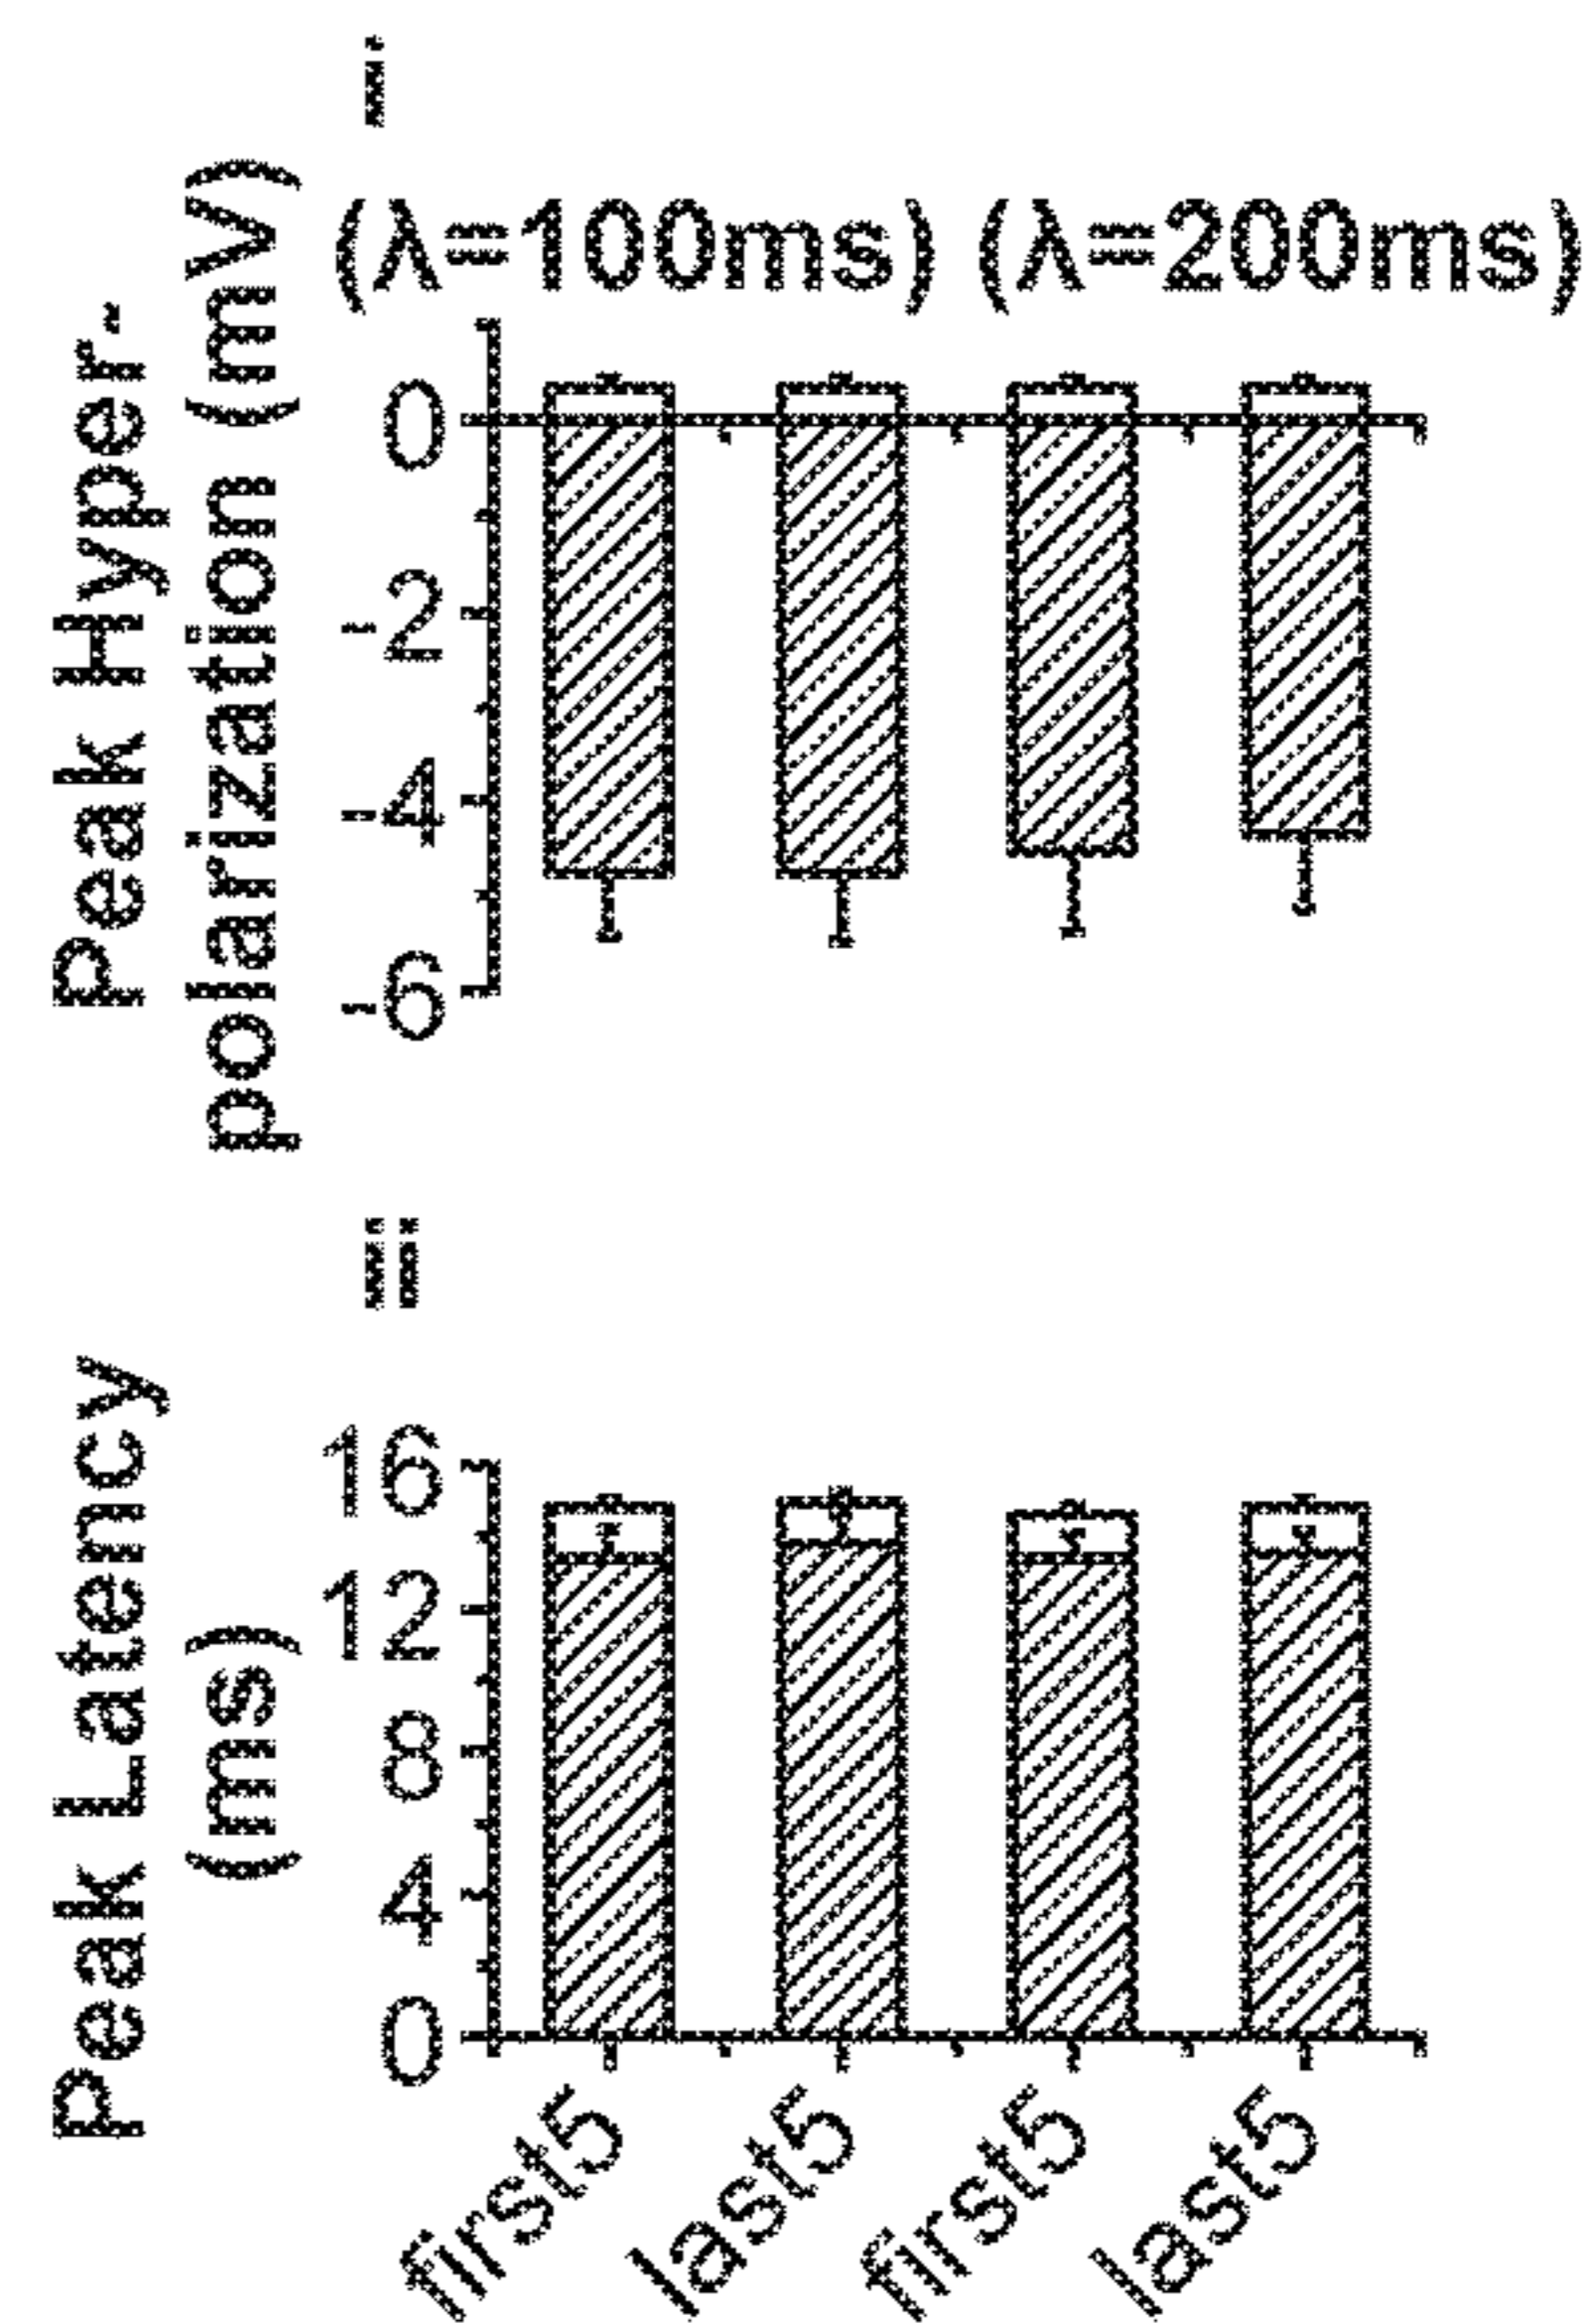 i
(λ=100ms) (λ=200ms)
Peak Hyper-
polarization (mV)
0
-2
-4
-6
ii
Peak Latency
(ms)
16
12
8
4
0
first5
last5
first5
last5